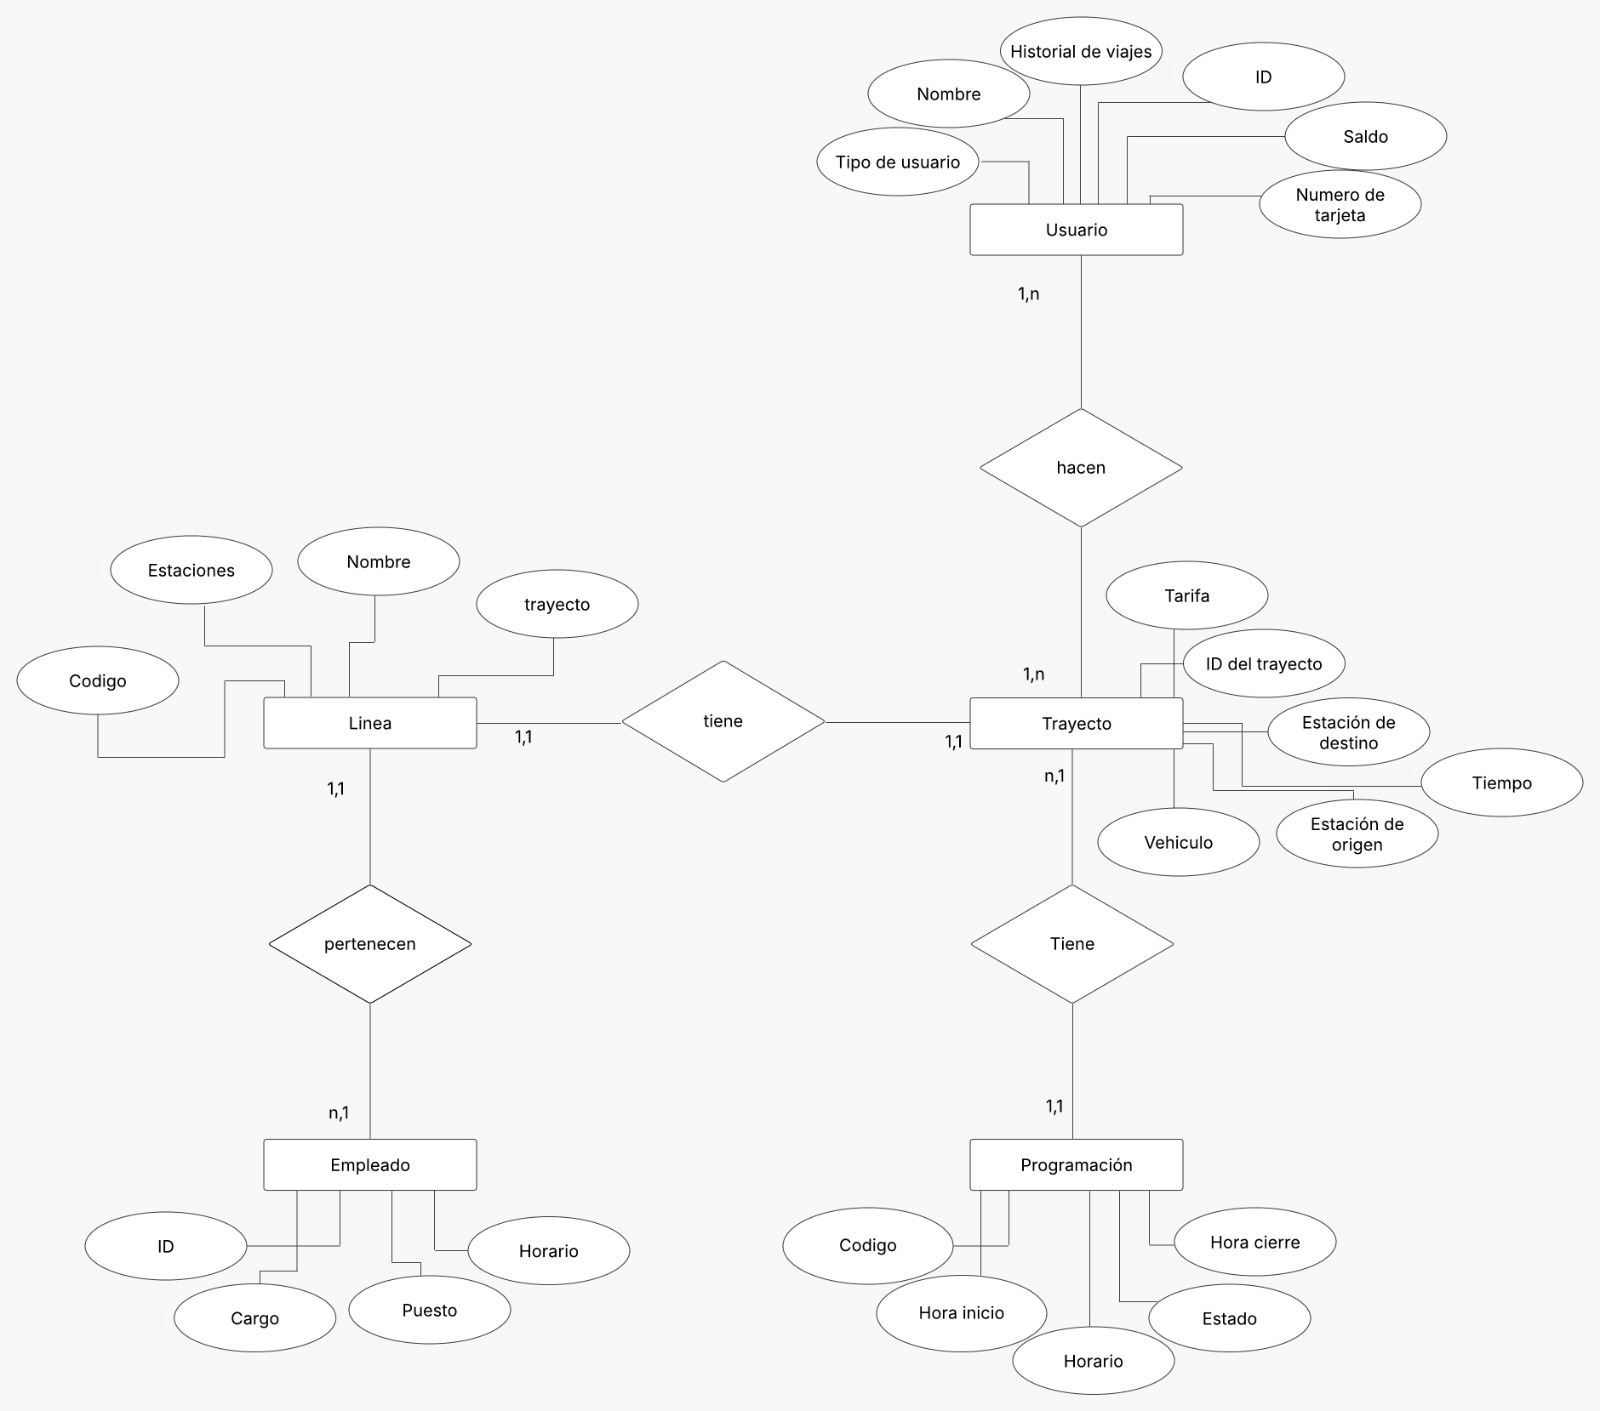 Historial de viajes
ID
Nombre
Saldo
Tipo de usuario
Numero de
tarjeta
Usuario
1,n
hacen
Estaciones
Nombre
trayecto
Tarifa
Codigo
ID del trayecto
1,n
Linea
tiene
Trayecto
Estación de
destino
1,1
1,1
1,1
n,1
Tiempo
Vehiculo
Estación de
origen
pertenecen
Tiene
n,1
1,1
Empleado
Programación
ID
Horario
Codigo
Hora cierre
Cargo
Puesto
Hora inicio
Estado
Horario